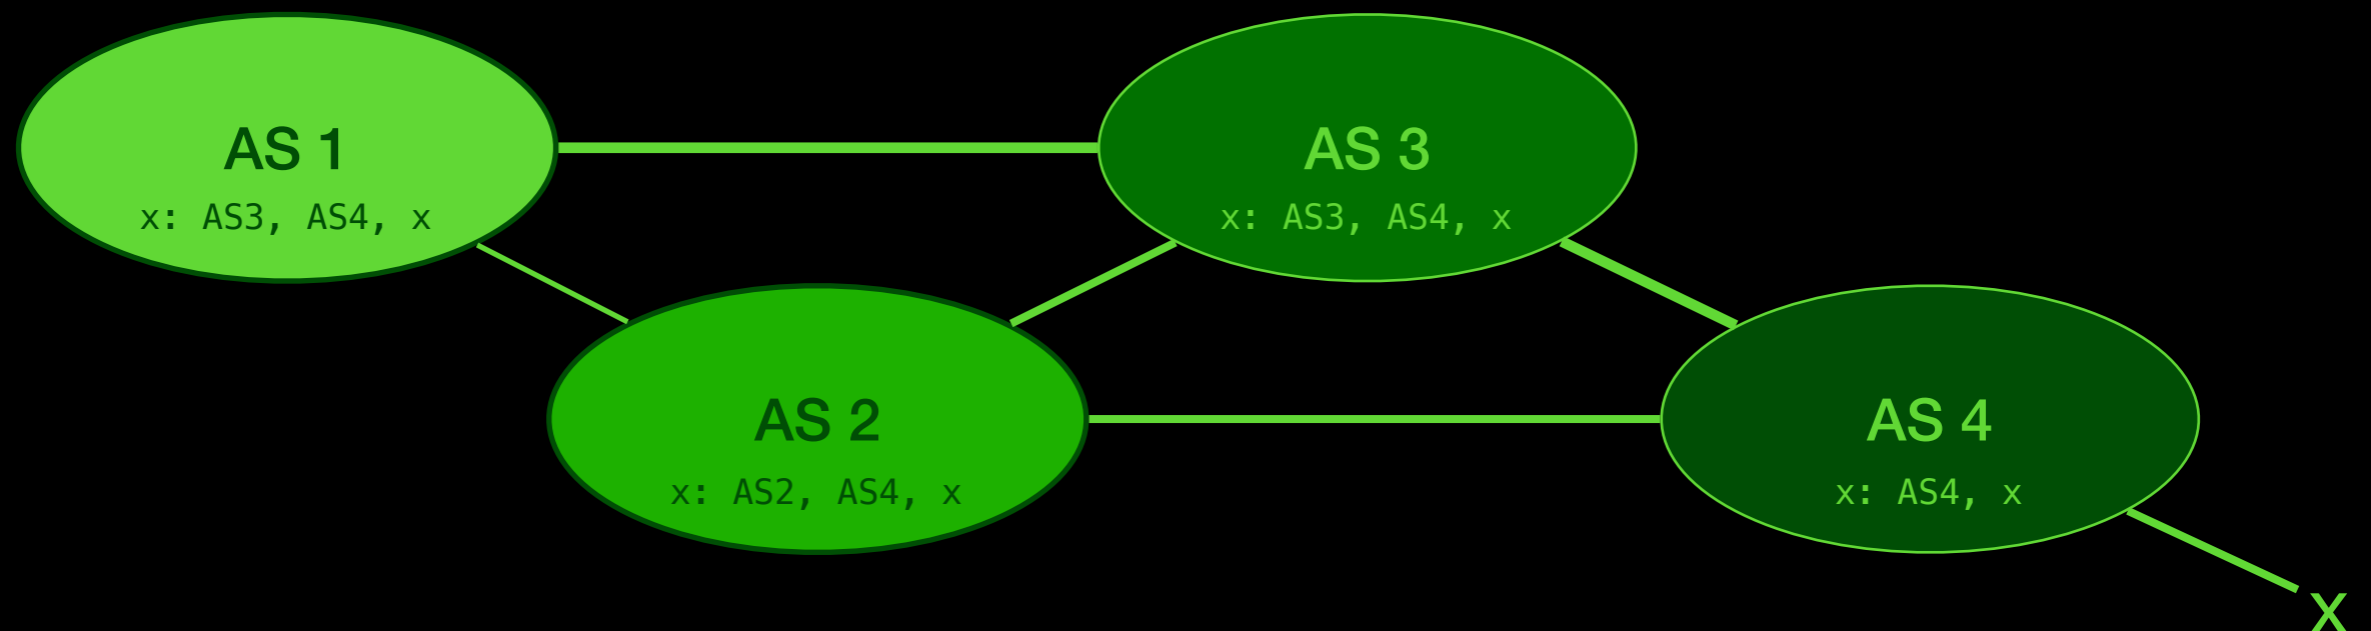 AS 1
x: AS3, AS4, x
AS 3
x: AS3, AS4, x
AS 2
x: AS2, AS4, x
AS 4
x: AS4, x
x